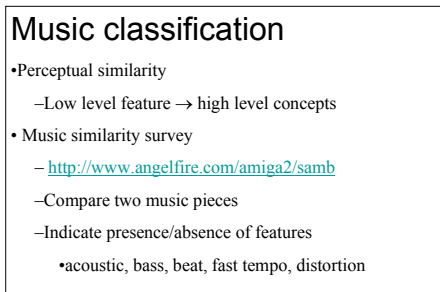 Music classification
•Perceptual similarity
–Low level feature → high level concepts
• Music similarity survey
– http://www.angelfire.com/amiga2/samb
–Compare two music pieces
–Indicate presence/absence of features
•acoustic, bass, beat, fast tempo, distortion